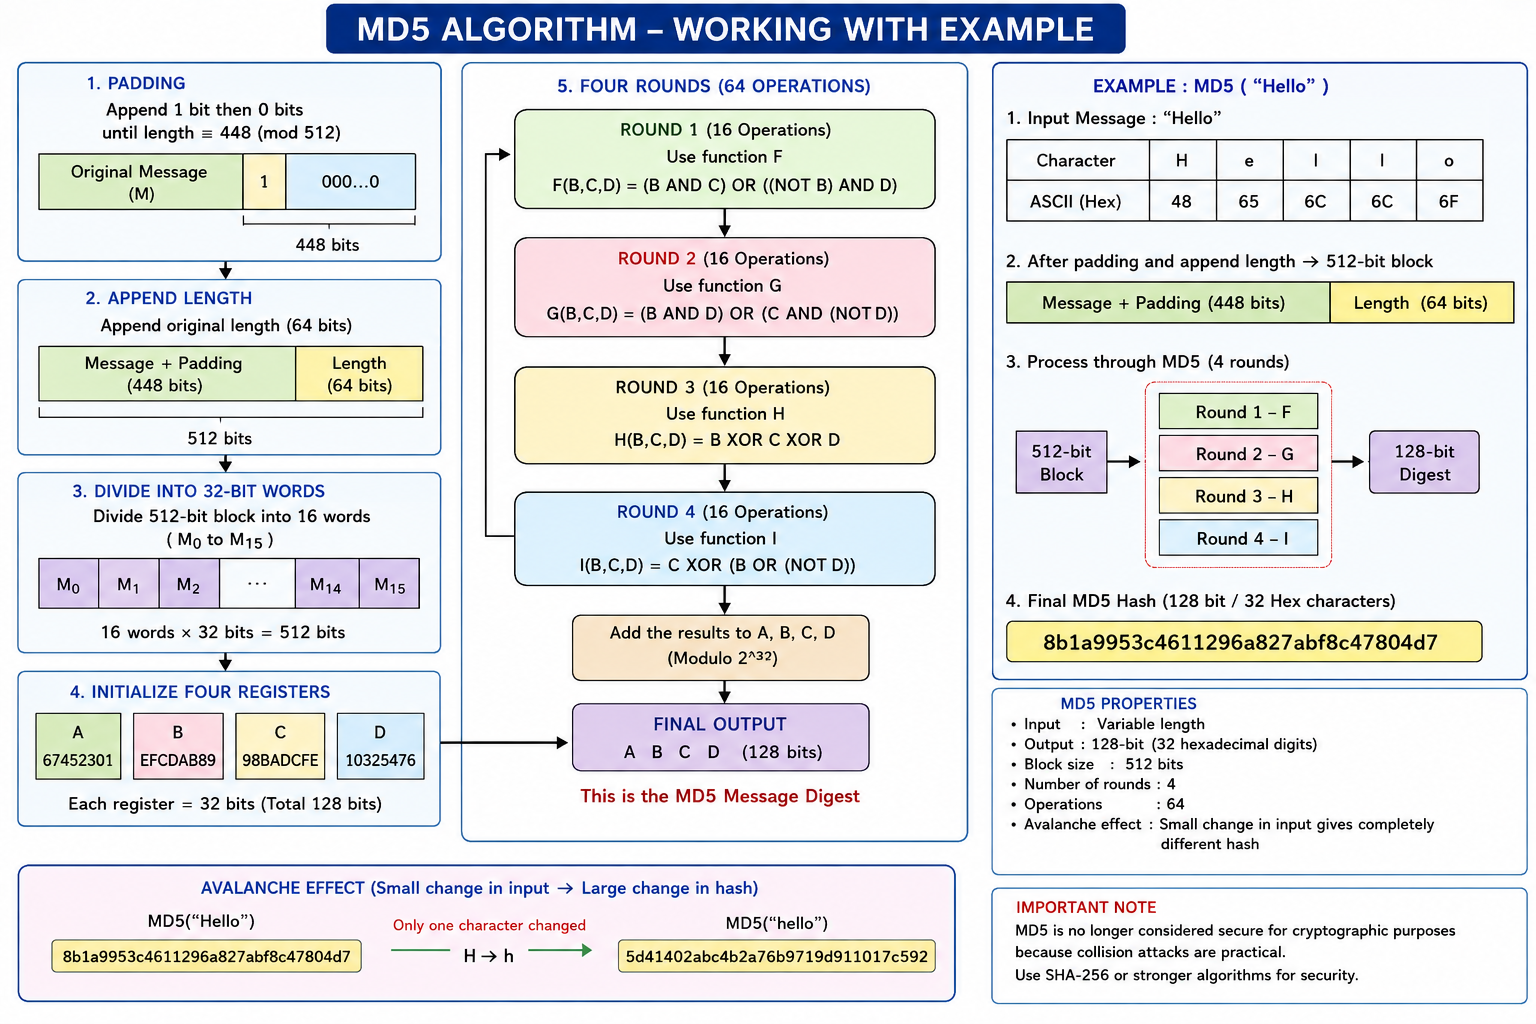 MD5 ALGORITHM – WORKING WITH EXAMPLE
1. PADDING
Append 1 bit then 0 bits
until length ≡ 448 (mod 512)
Original Message
(M)
1
000...0
448 bits
2. APPEND LENGTH
Append original length (64 bits)
Message + Padding
(448 bits)
Length
(64 bits)
512 bits
3. DIVIDE INTO 32-BIT WORDS
Divide 512-bit block into 16 words
( M₀ to M₁₅ )
M₀ M₁ M₂ ... M₁₄ M₁₅
16 words × 32 bits = 512 bits
4. INITIALIZE FOUR REGISTERS
A B C D
67452301 EFCDAB89 98BADCFE 10325476
Each register = 32 bits (Total 128 bits)
5. FOUR ROUNDS (64 OPERATIONS)
ROUND 1 (16 Operations)
Use function F
F(B,C,D) = (B AND C) OR ((NOT B) AND D)
ROUND 2 (16 Operations)
Use function G
G(B,C,D) = (B AND D) OR (C AND (NOT D))
ROUND 3 (16 Operations)
Use function H
H(B,C,D) = B XOR C XOR D
ROUND 4 (16 Operations)
Use function I
I(B,C,D) = C XOR (B OR (NOT D))
Add the results to A, B, C, D
(Modulo 2^³²)
FINAL OUTPUT
A B C D (128 bits)
This is the MD5 Message Digest
EXAMPLE : MD5 ( “Hello” )
1. Input Message : “Hello”
Character H e l l o
ASCII (Hex) 48 65 6C 6C 6F
2. After padding and append length → 512-bit block
Message + Padding (448 bits) Length (64 bits)
3. Process through MD5 (4 rounds)
512-bit
Block
Round 1 – F
Round 2 – G
Round 3 – H
Round 4 – I
128-bit
Digest
4. Final MD5 Hash (128 bit / 32 Hex characters)
8b1a9953c4611296a827abf8c47804d7
MD5 PROPERTIES
• Input : Variable length
• Output : 128-bit (32 hexadecimal digits)
• Block size : 512 bits
• Number of rounds : 4
• Operations : 64
• Avalanche effect : Small change in input gives completely
different hash
IMPORTANT NOTE
MD5 is no longer considered secure for cryptographic purposes
because collision attacks are practical.
Use SHA-256 or stronger algorithms for security.
AVALANCHE EFFECT (Small change in input → Large change in hash)
MD5(“Hello”)
8b1a9953c4611296a827abf8c47804d7
Only one character changed
H → h
MD5(“hello”)
5d41402abc4b2a76b9719d911017c592